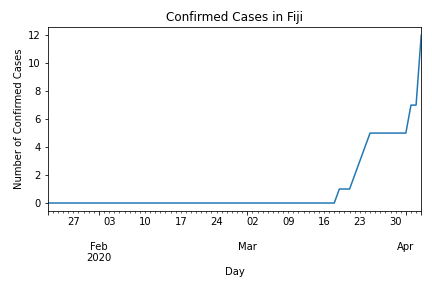 Confirmed Cases in Fiji
Number of Confirmed Cases
12
10
8
6
4
2
0
27 03 10 17 24 02 09 16 23 30
Feb Mar Apr
2020
Day